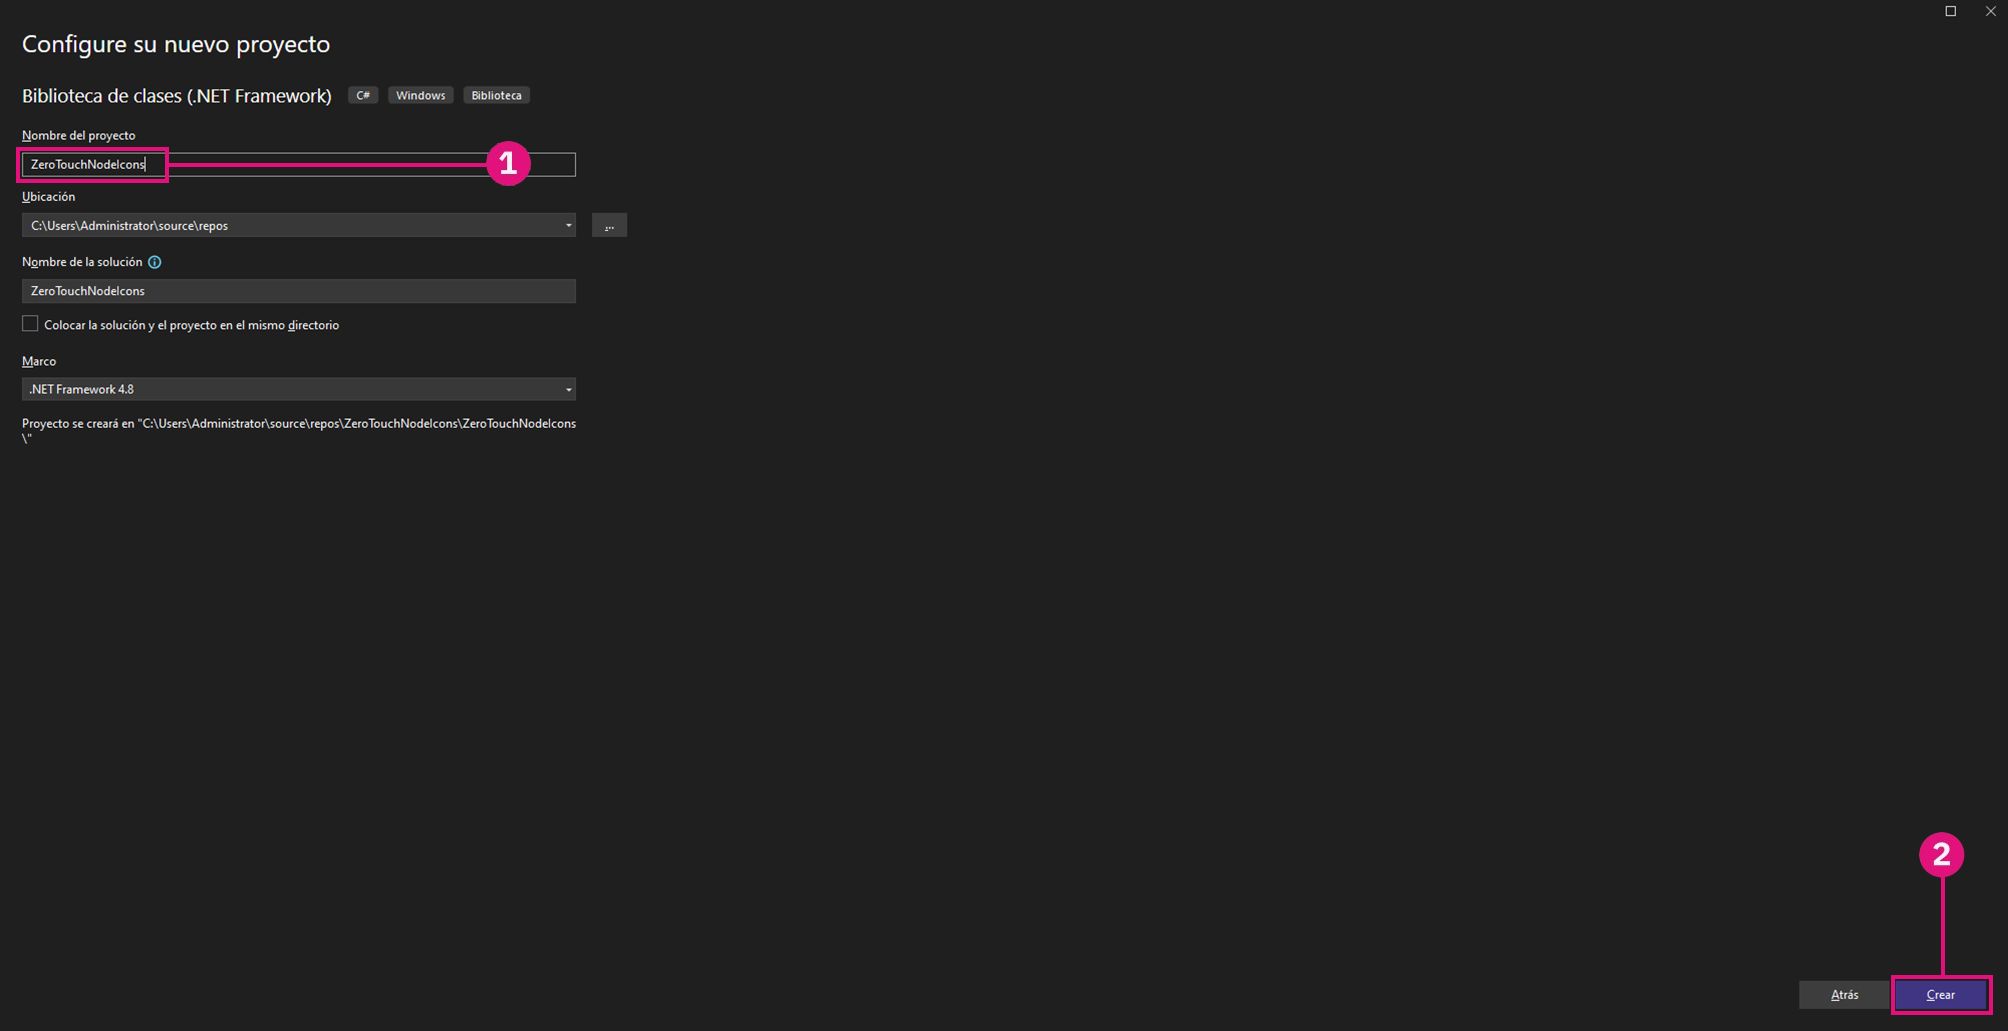 Configure su nuevo proyecto
Biblioteca de clases (.NET Framework) C# Windows Biblioteca
Nombre del proyecto
ZeroTouchNodeIcons 1
Ubicación
C:\Users\Administrator\source\repos ...
Nombre de la solución
ZeroTouchNodeIcons
Colocar la solución y el proyecto en el mismo directorio
Marco
.NET Framework 4.8
Proyecto se creará en "C:\Users\Administrator\source\repos\ZeroTouchNodeIcons\ZeroTouchNodeIcons
\"
2
Atrás Crear